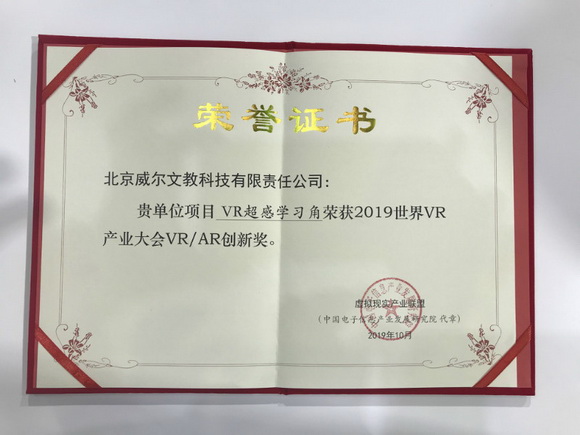 荣誉证书
北京威尔文教科技有限责任公司：
贵单位项目 VR超感学习角荣获2019世界VR
产业大会VR/AR创新奖。
虚拟现实产业联盟
（中国电子信息产业发展研究院 代章）
2019年10月